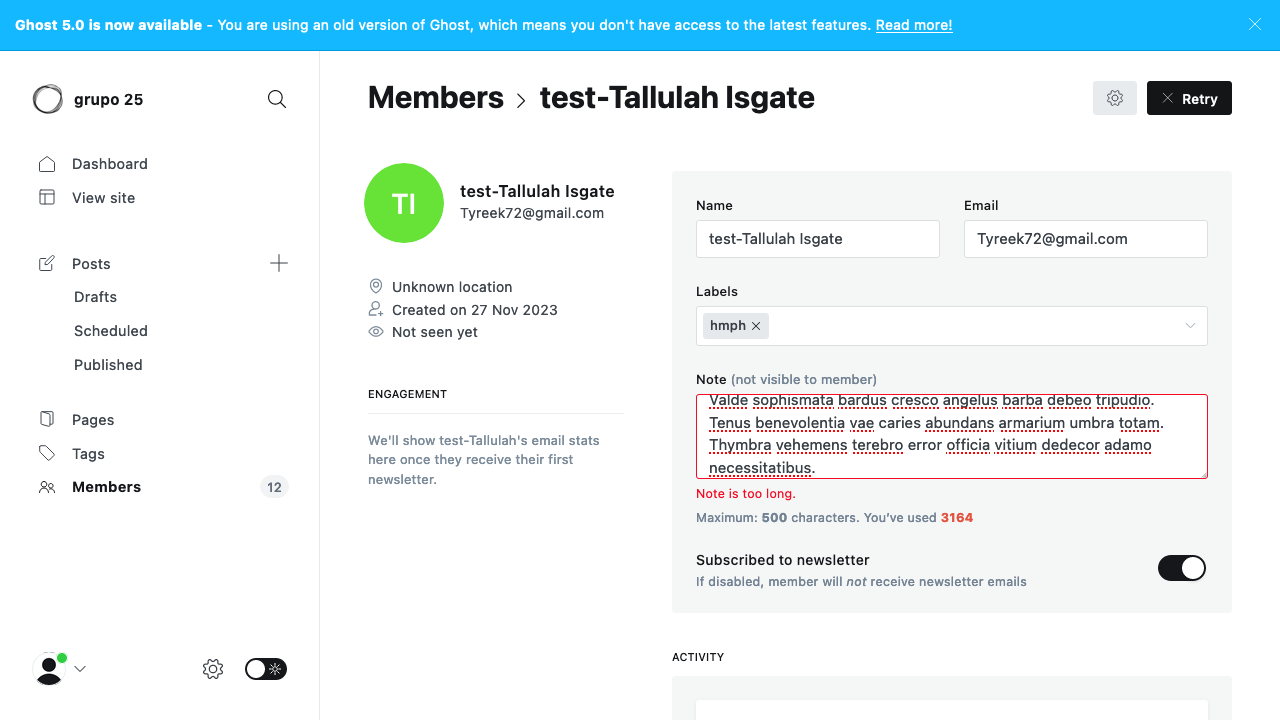 Ghost 5.0 is now available - You are using an old version of Ghost, which means you don't have access to the latest features. Read more!
grupo 25
Dashboard
View site
Posts
Drafts
Scheduled
Published
Pages
Tags
Members 12
Members > test-Tallulah Isgate
Retry
TI
test-Tallulah Isgate
Tyreek72@gmail.com
Unknown location
Created on 27 Nov 2023
Not seen yet
ENGAGEMENT
We'll show test-Tallulah's email stats
here once they receive their first
newsletter.
Name
test-Tallulah Isgate
Email
Tyreek72@gmail.com
Labels
hmph
Note (not visible to member)
Valde sophismata bardus cresco angelus barba debeo tripudio.
Tenus benevolentia vae caries abundans armarium umbra totam.
Thymbra vehemens terebro error officia vitium dedecor adamo
necessitatibus.
Note is too long.
Maximum: 500 characters. You've used 3164
Subscribed to newsletter
If disabled, member will not receive newsletter emails
ACTIVITY